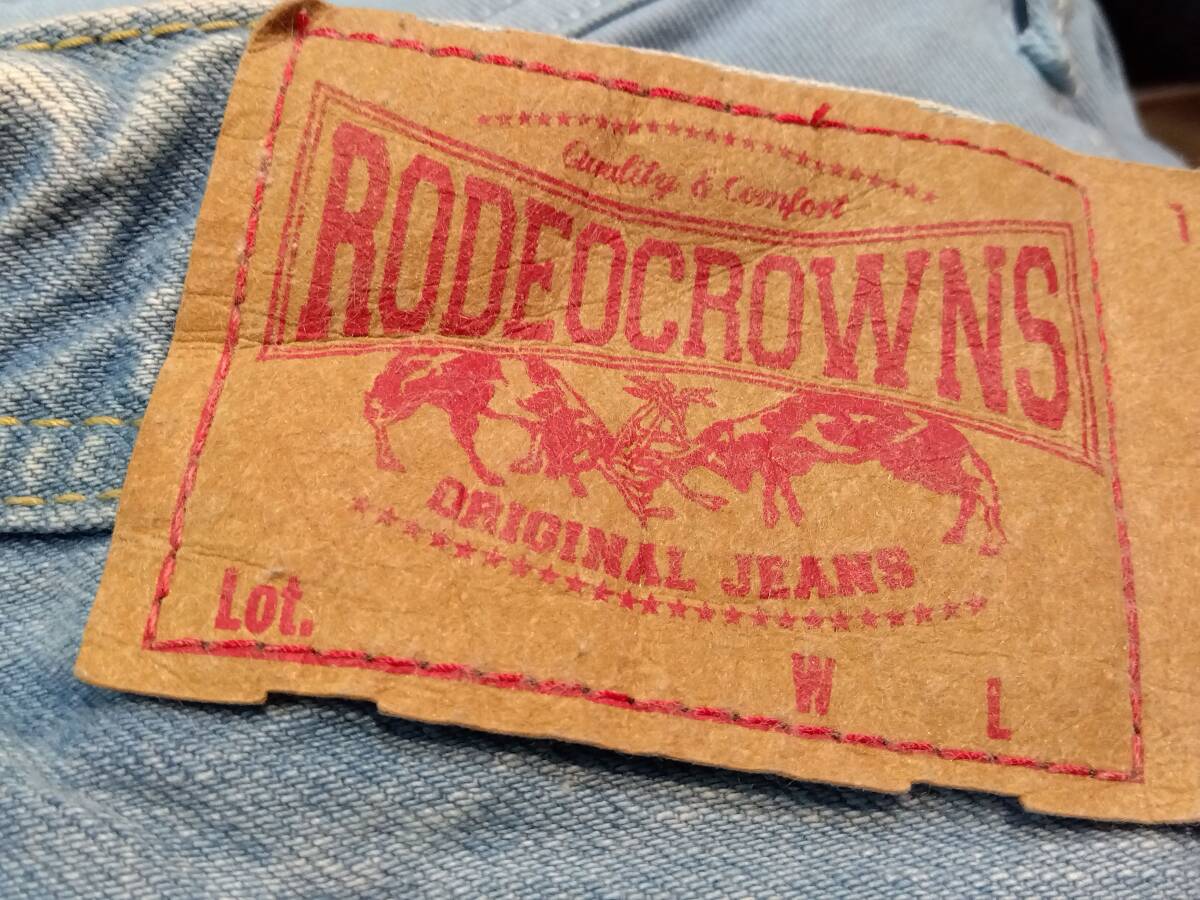 Quality & Comfort
RODEOCROWNS
ORIGINAL JEANS
Lot.
W
L